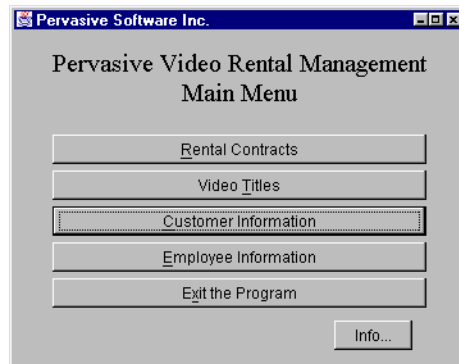 Pervasive Software Inc.
Pervasive Video Rental Management
Main Menu
Rental Contracts
Video Titles
Customer Information
Employee Information
Exit the Program
Info...